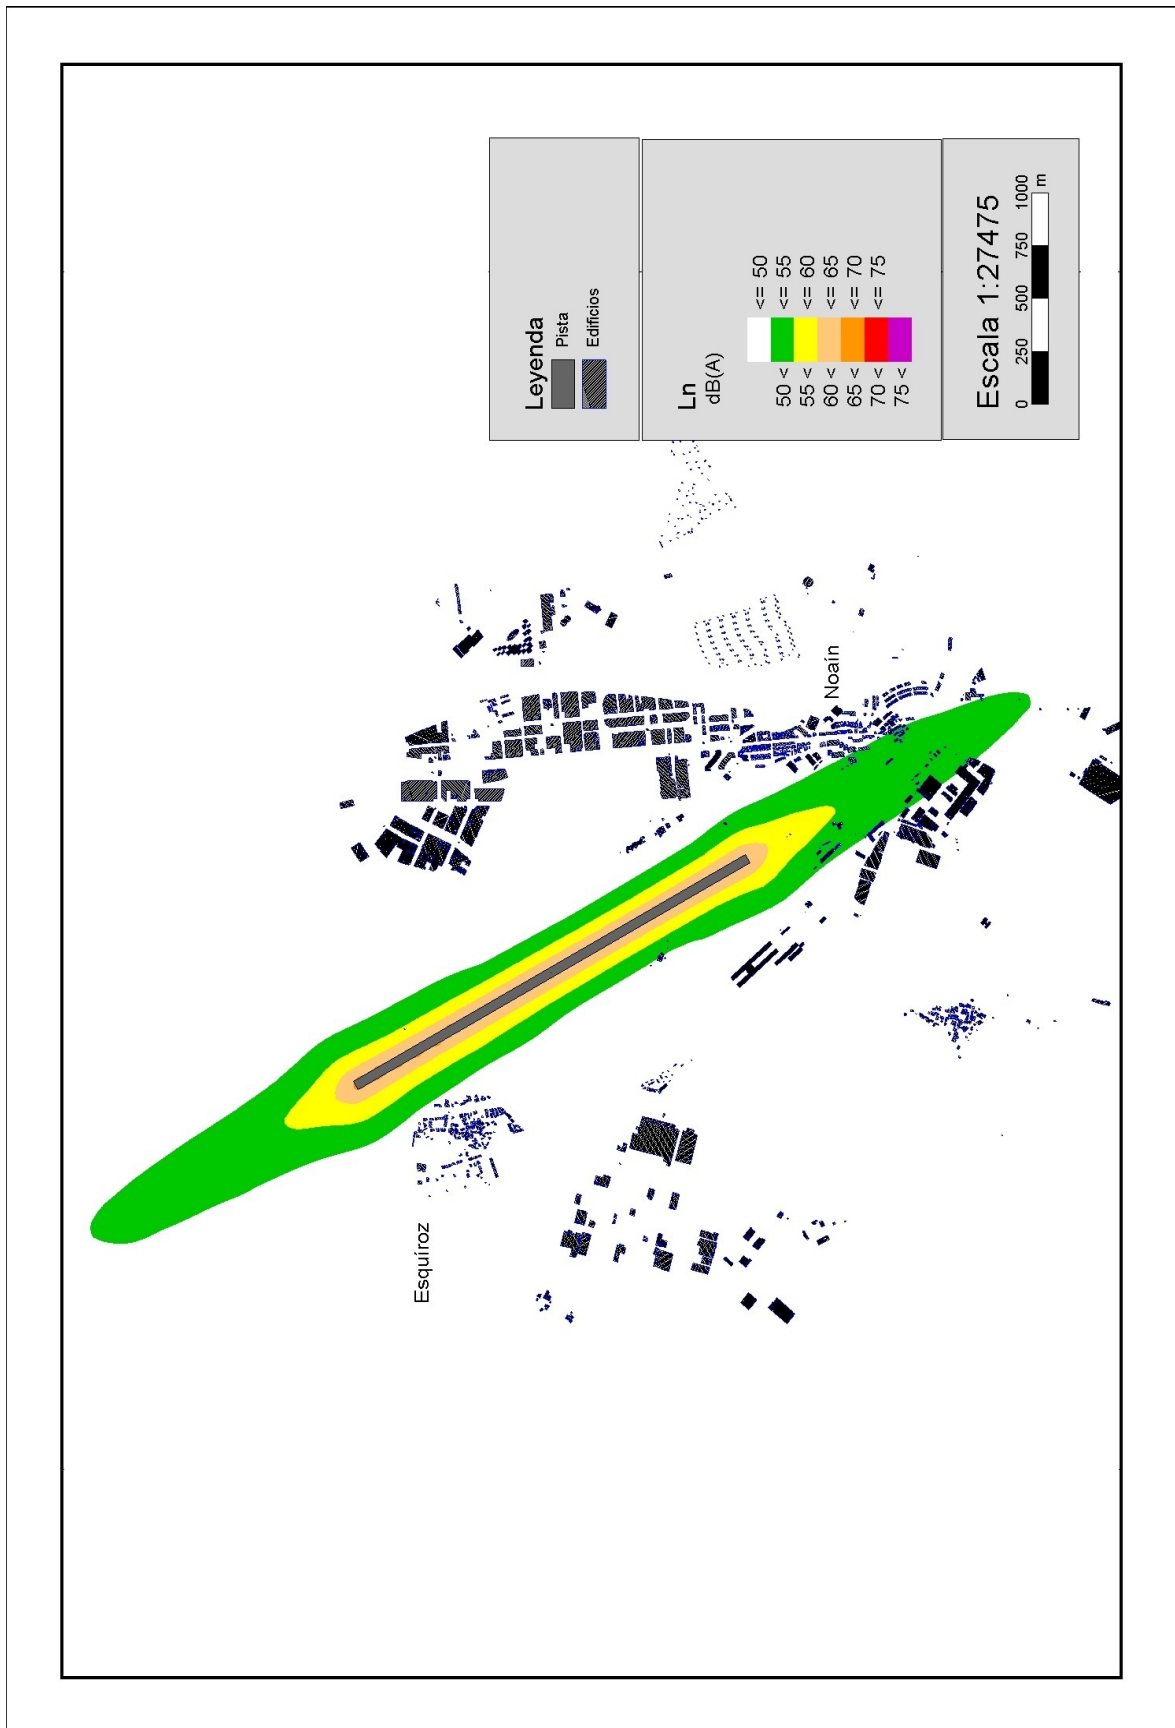 Leyenda
Pista
Edificios
Ln
dB(A)
<= 50
50 < <= 55
55 < <= 60
60 < <= 65
65 < <= 70
70 < <= 75
75 <
Escala 1:27475
0 250 500 750 1000
m
Noaín
Esquíroz